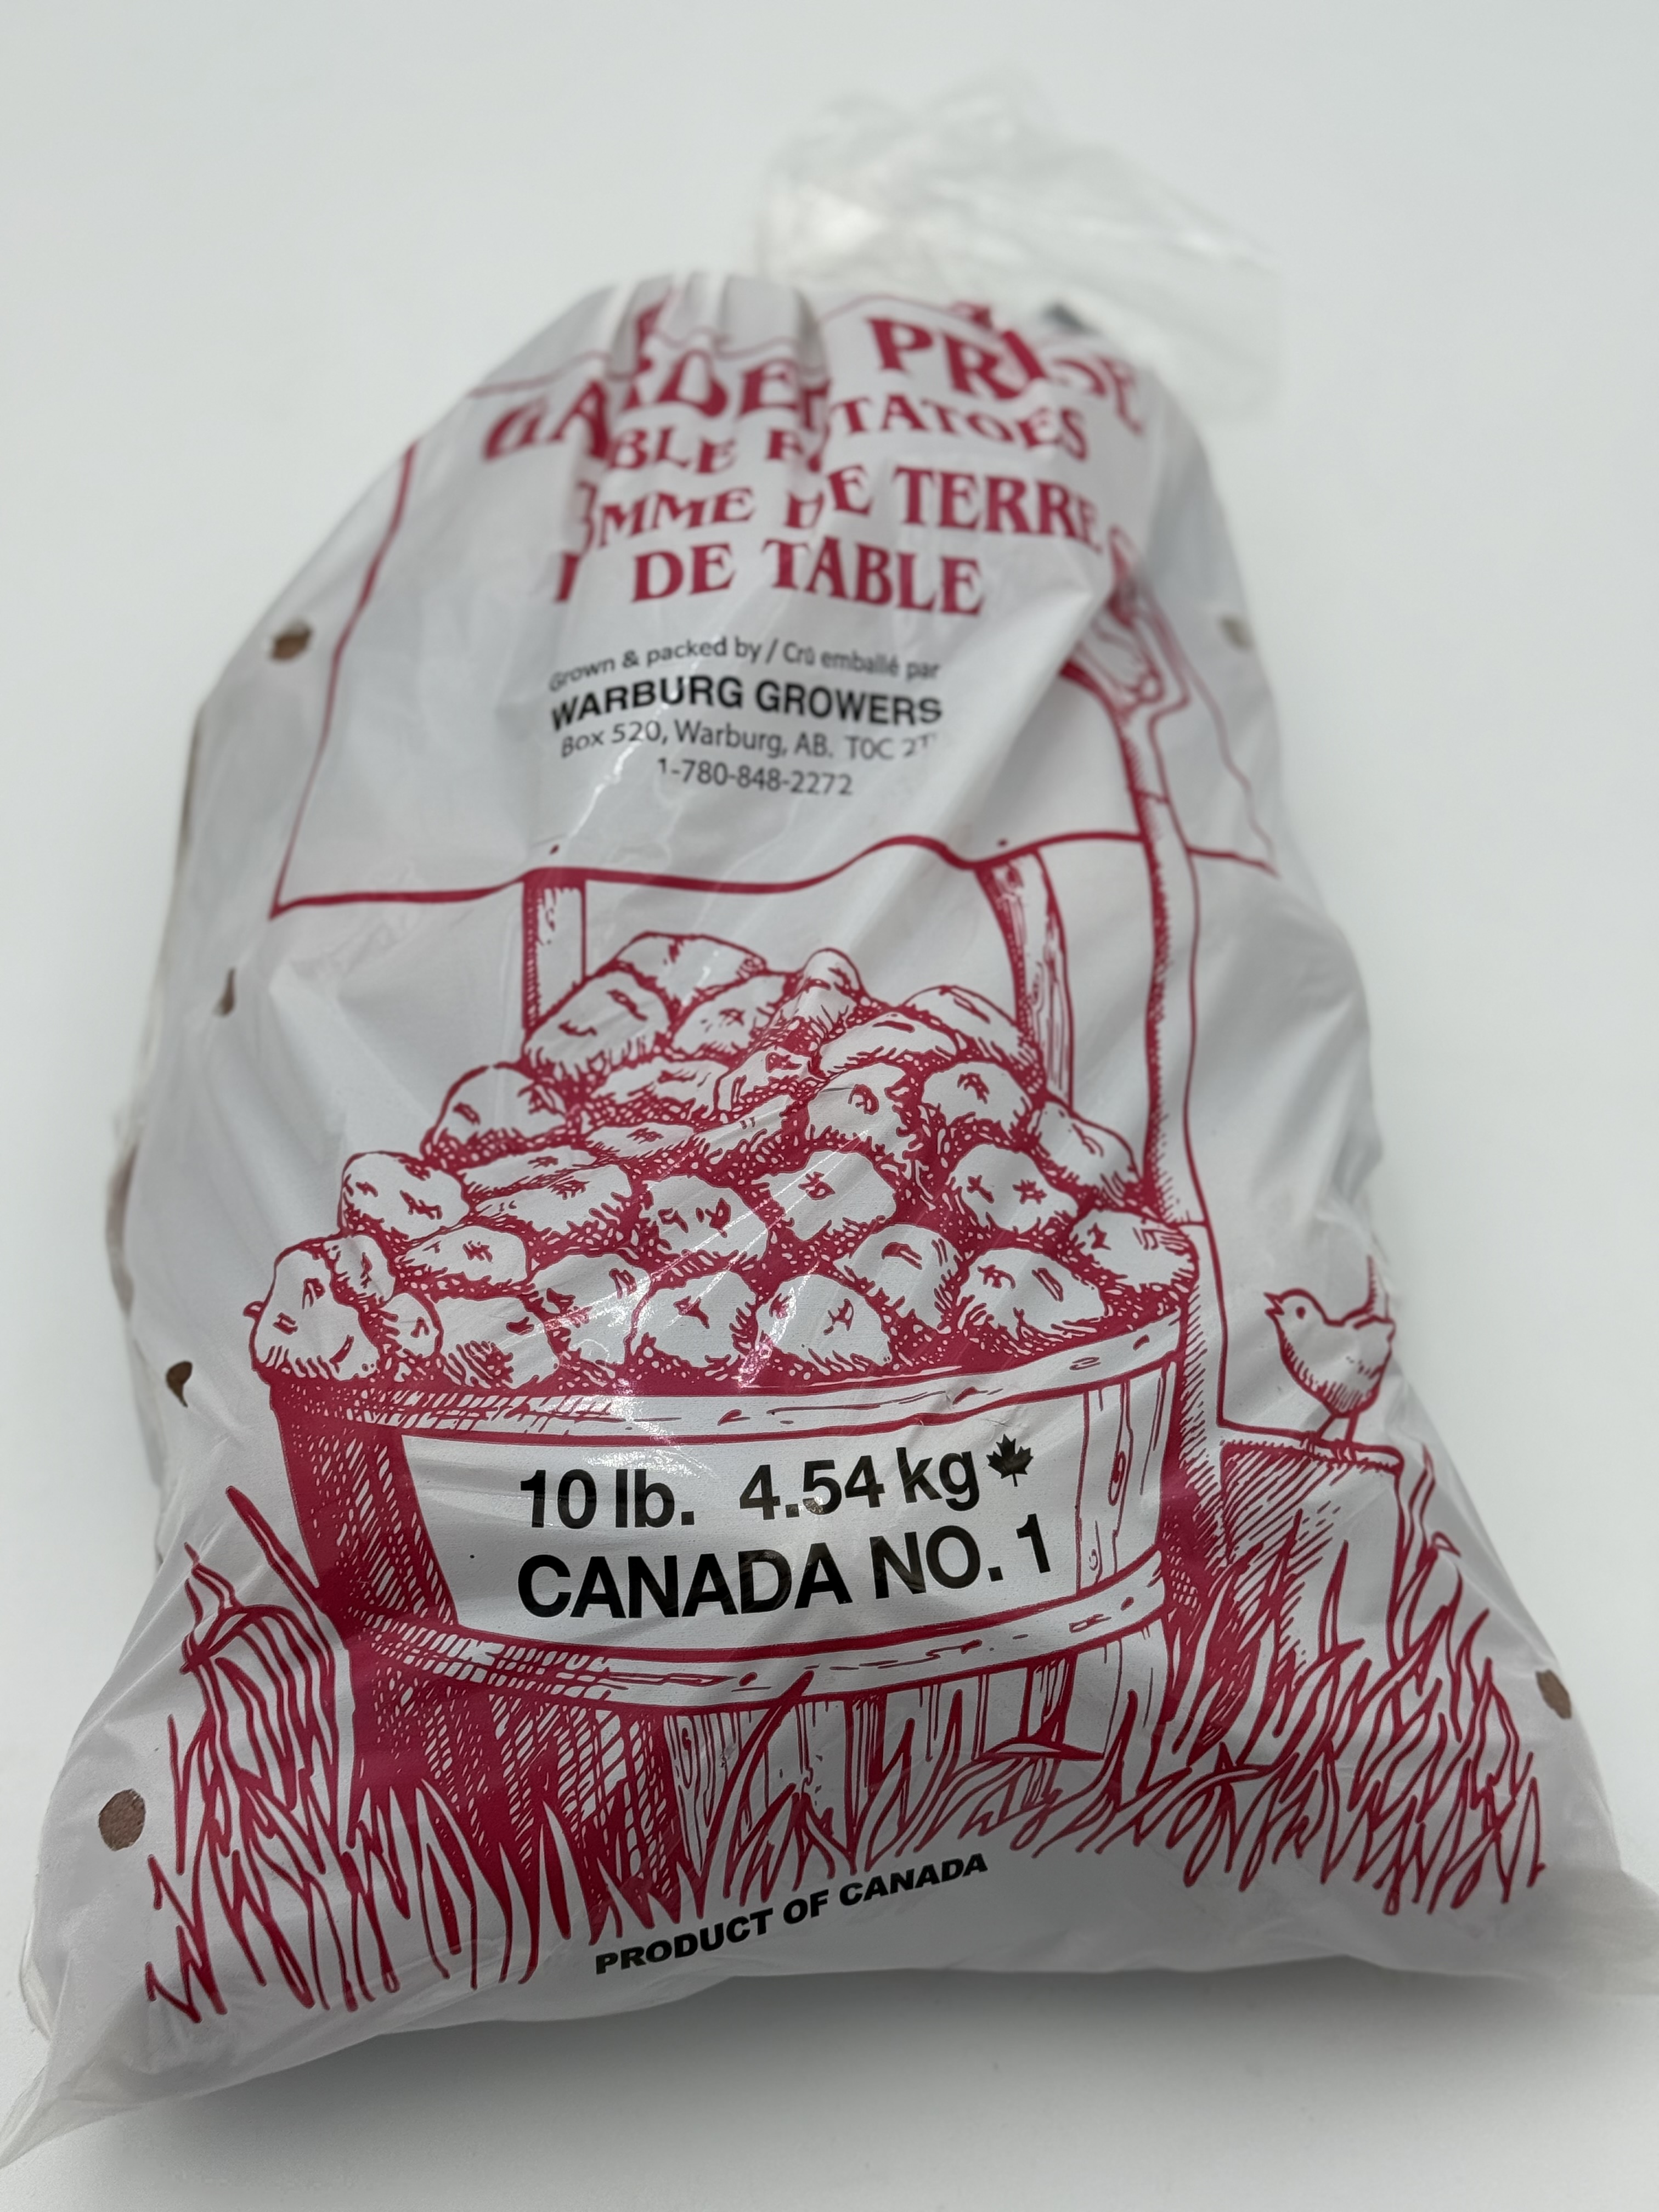 GARDEN PRIDE
TABLE POTATOES
POMME DE TERRE
DE TABLE
Grown & packed by / Crû emballé par
WARBURG GROWERS
Box 520, Warburg, AB. T0C 2T
1-780-848-2272
10 lb. 4.54 kg
CANADA NO. 1
PRODUCT OF CANADA